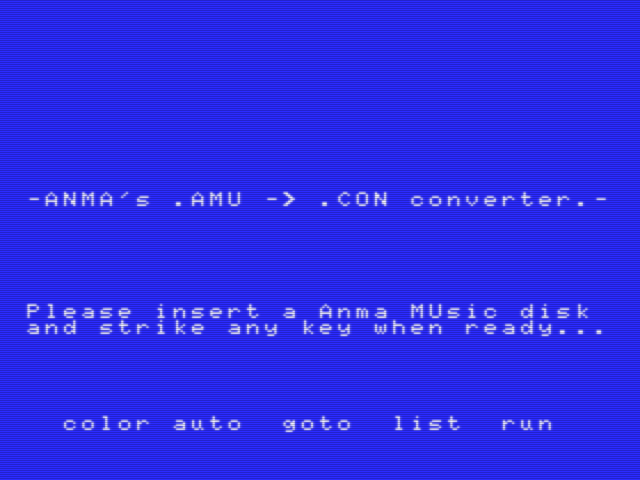 -ANMA's .AMU -> .CON converter.-
Please insert a Anma MUsic disk
and strike any key when ready...
color auto goto list run